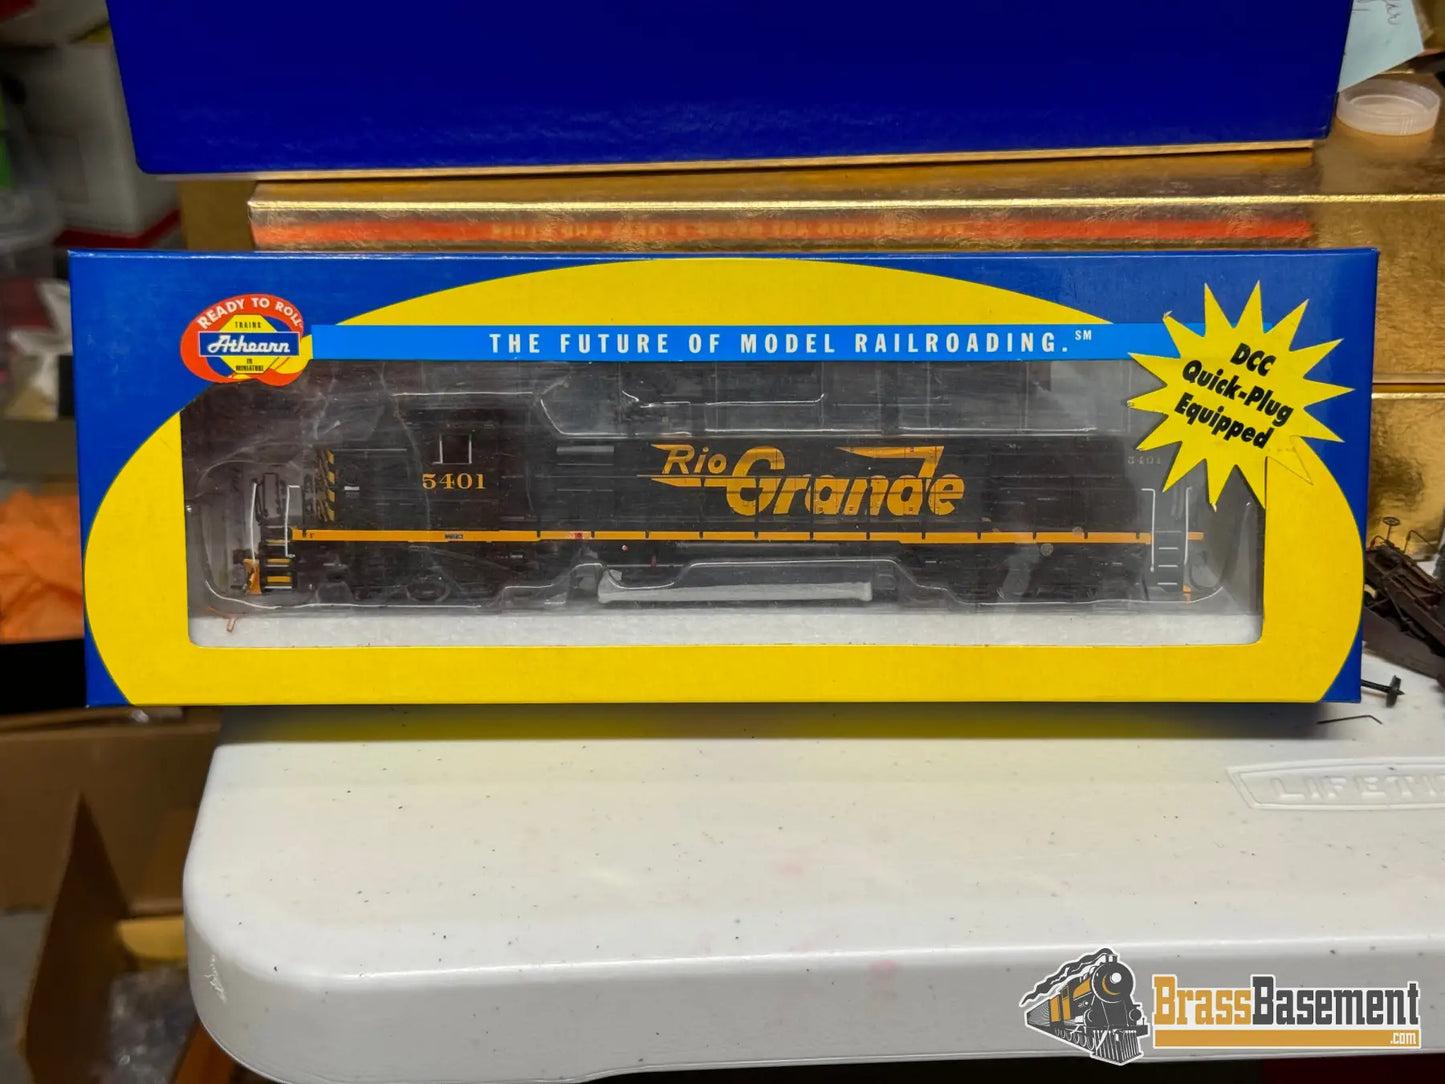 READY TO ROLL
TRAINS
Athearn
IN
MINIATURE
THE FUTURE OF MODEL RAILROADING.℠
DCC
Quick-Plug
Equipped
5401
Rio
Grande
5401
BrassBasement
.com